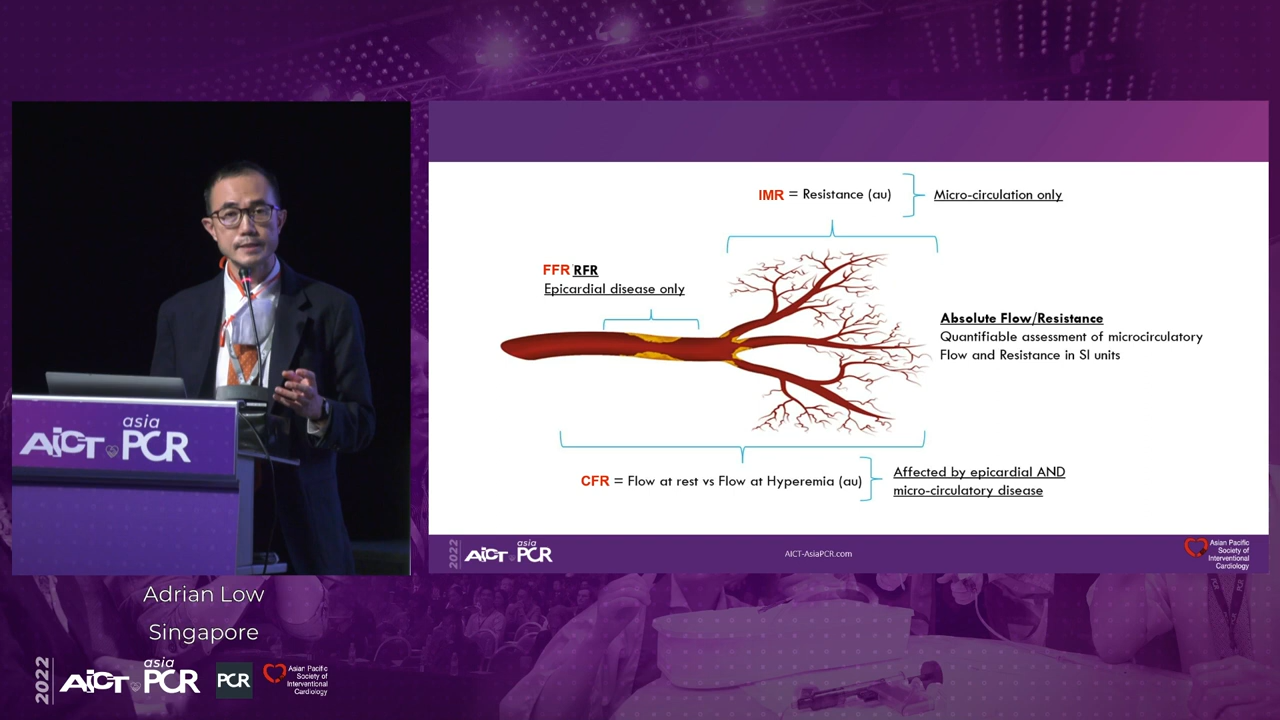 IMR = Resistance (au)
Micro-circulation only
FFR RFR
Epicardial disease only
Absolute Flow/Resistance
Quantifiable assessment of microcirculatory
Flow and Resistance in SI units
CFR = Flow at rest vs Flow at Hyperemia (au)
Affected by epicardial AND
micro-circulatory disease
2022 AICT asia PCR
AICT-AsiaPCR.com
Asian Pacific
Society of
Interventional
Cardiology
AICT asia PCR
Adrian Low
Singapore
2022 AICT asia PCR
PCR
Asian Pacific
Society of
Interventional
Cardiology